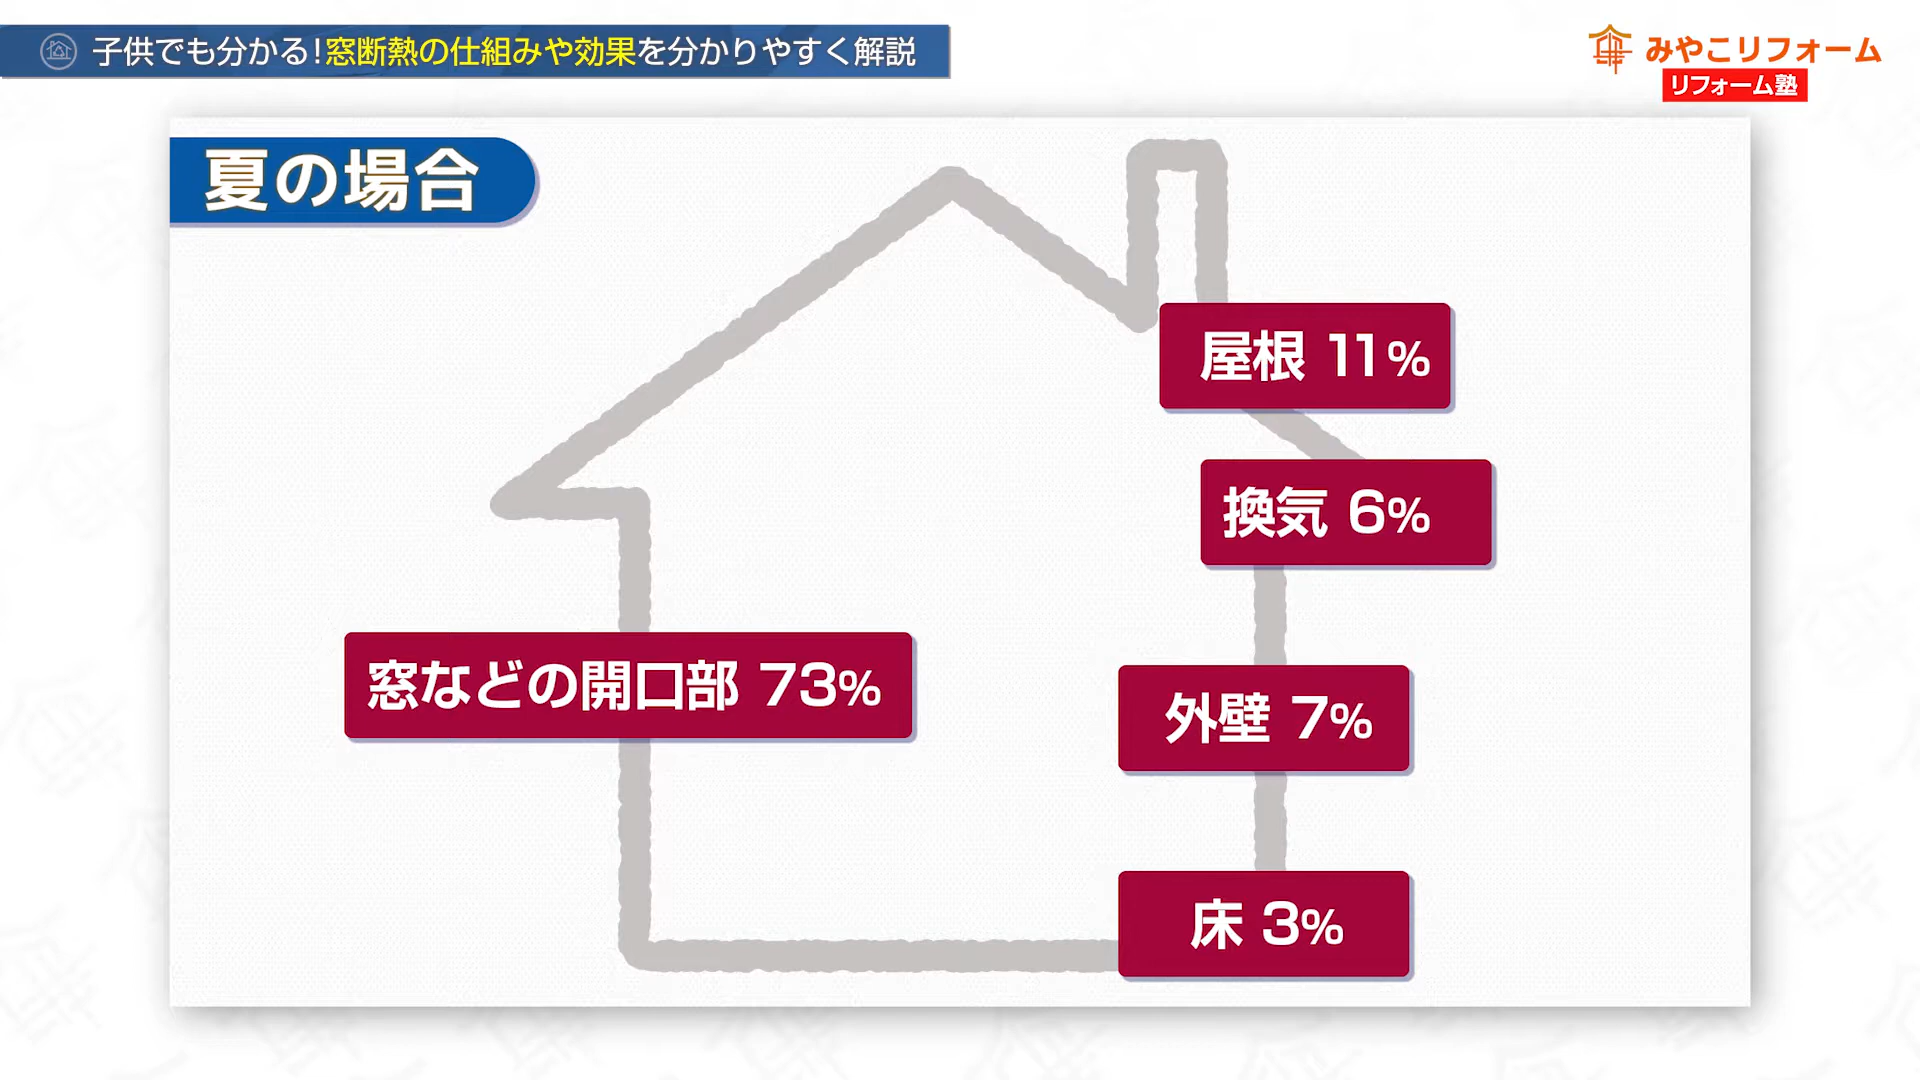 子供でも分かる!窓断熱の仕組みや効果を分かりやすく解説
みやこリフォーム
リフォーム塾
夏の場合
屋根 11%
換気 6%
窓などの開口部 73%
外壁 7%
床 3%